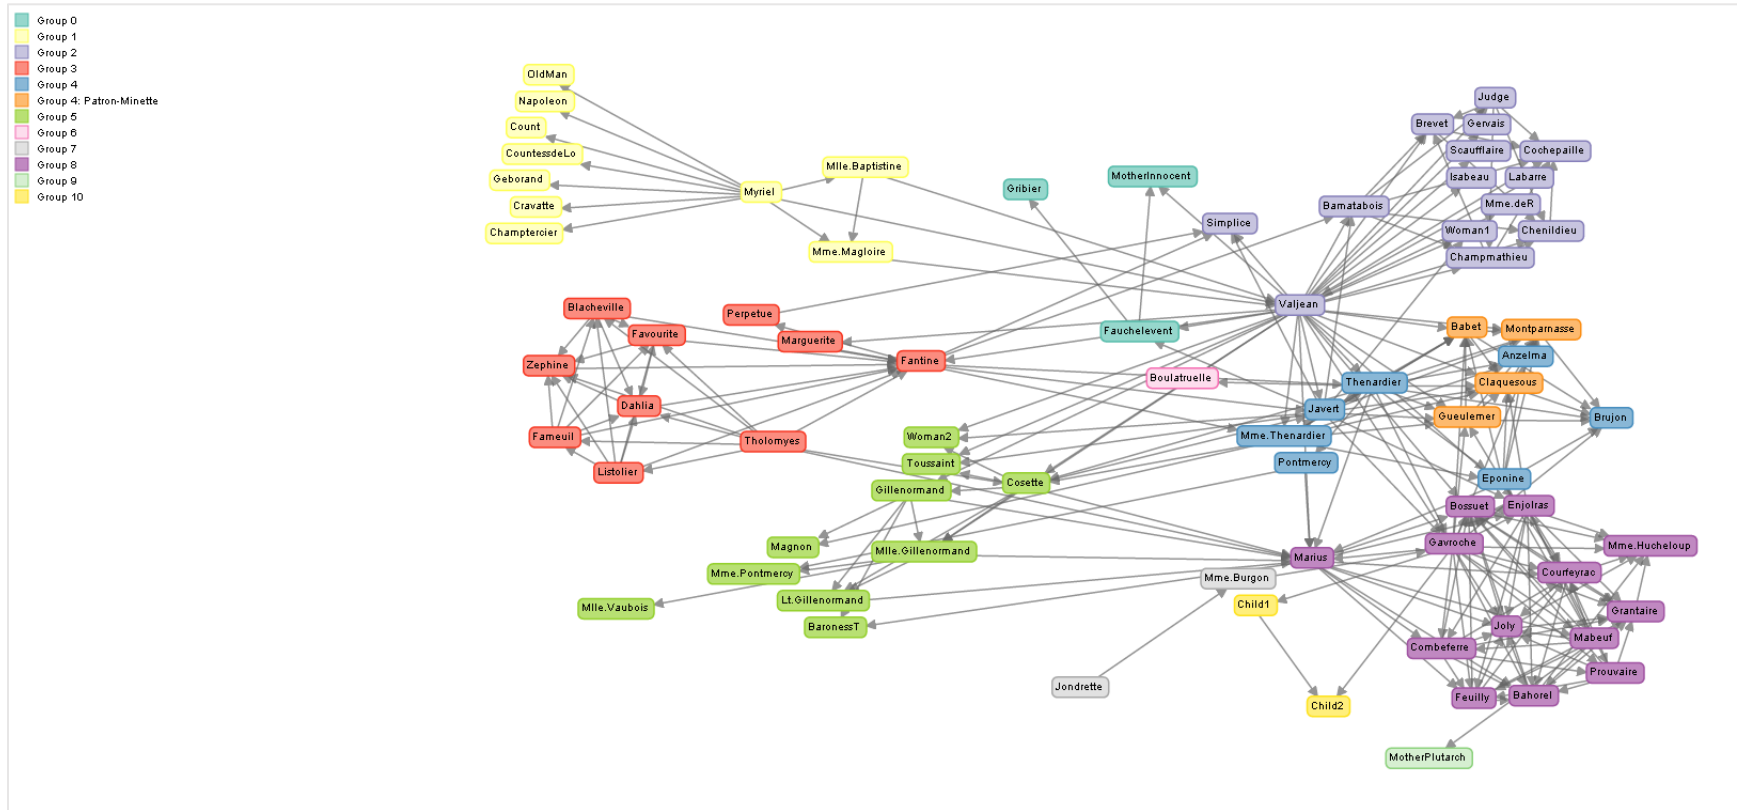 Group 0
Group 1
Group 2
Group 3
Group 4
Group 4: Patron-Minette
Group 5
Group 6
Group 7
Group 8
Group 9
Group 10
OldMan
Napoleon
Count
CountessdeLo
Geborand
Cravatte
Champtercier
Myriel
Mlle.Baptistine
Mme.Magloire
Gribier
MotherInnocent
Simplice
Fauchelevent
Valjean
Judge
Brevet
Gervais
Scaufflaire
Cochepaille
Isabeau
Labarre
Bamatabois
Mme.deR
Woman1
Chenildieu
Champmathieu
Blacheville
Favourite
Perpetue
Marguerite
Zephine
Fantine
Dahlia
Fameuil
Tholomyes
Listolier
Boulatruelle
Babet
Montparnasse
Anzelma
Thenardier
Claquesous
Javert
Gueulemer
Brujon
Mme.Thenardier
Pontmercy
Eponine
Woman2
Toussaint
Cosette
Gillenormand
Magnon
Mlle.Gillenormand
Mme.Pontmercy
Lt.Gillenormand
Mlle.Vaubois
BaronessT
Bossuet
Enjolras
Gavroche
Marius
Mme.Hucheloup
Courfeyrac
Mme.Burgon
Child1
Grantaire
Joly
Mabeuf
Combeferre
Prouvaire
Jondrette
Feuilly
Bahorel
Child2
MotherPlutarch